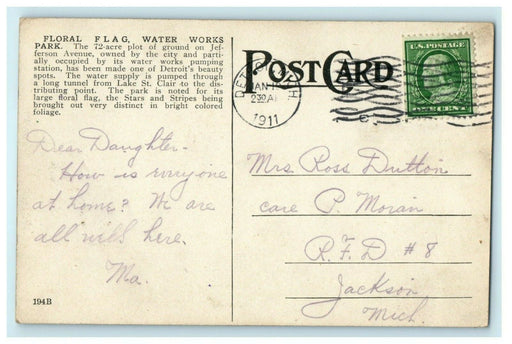 FLORAL FLAG, WATER WORKS
PARK. The 72-acre plot of ground on Jef-
ferson Avenue, owned by the city and parti-
ally occupied by its water works pumping
station, has been made one of Detroit's beauty
spots. The water supply is pumped through
a long tunnel from Lake St. Clair to the dis-
tributing point. The park is noted for its
large floral flag, the Stars and Stripes being
brought out very distinct in bright colored
foliage.
POST CARD
1911
U.S. POSTAGE
Dear Daughter-
How is every one
at home? We are
all well here.
Ma.
Mrs. Ross Dutton
care P. Moran
R.F.D # 8
Jackson
Mich.
194B